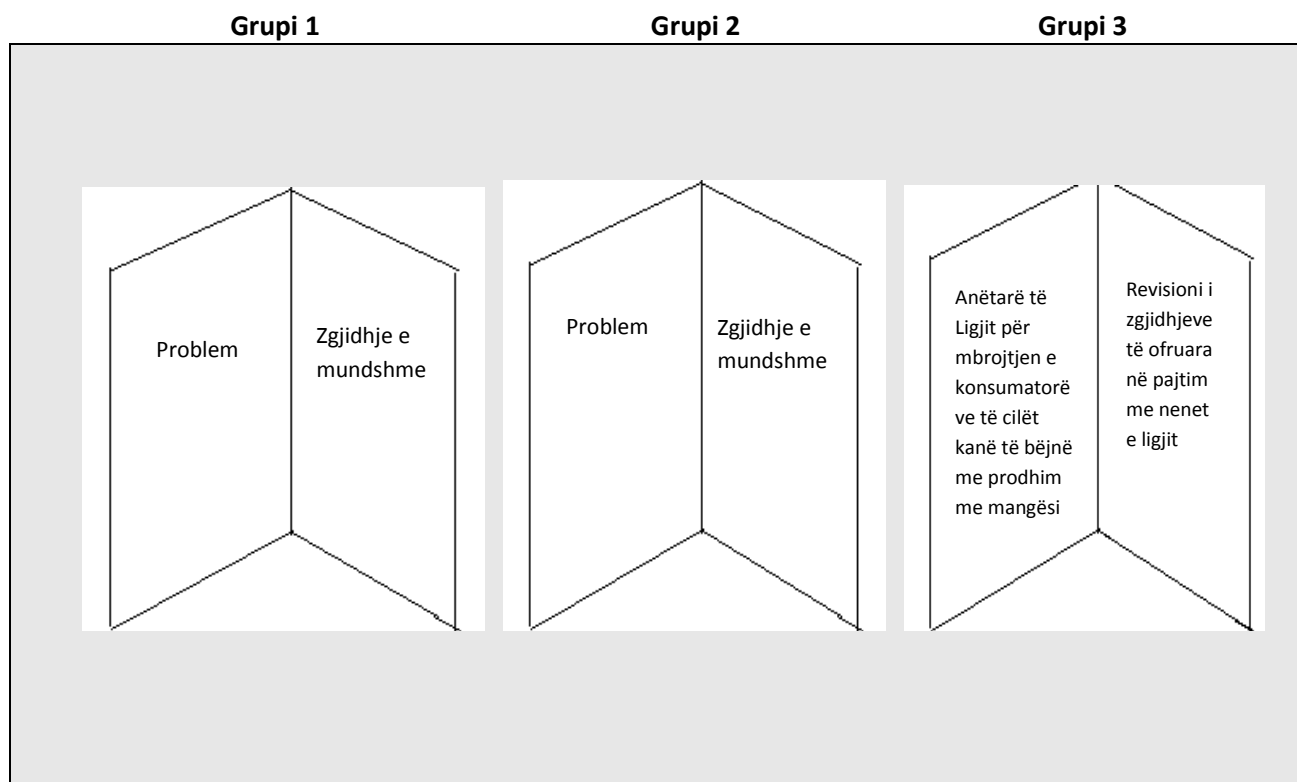 Grupi 1
Grupi 2
Grupi 3
Problem
Zgjidhje e
mundshme
Problem
Zgjidhje e
mundshme
Anëtarë të
Ligjit për
mbrojtjen e
konsumatorë
ve të cilët
kanë të bëjnë
me prodhim
me mangësi
Revisioni i
zgjidhjeve
të ofruara
në pajtim
me nenet
e ligjit